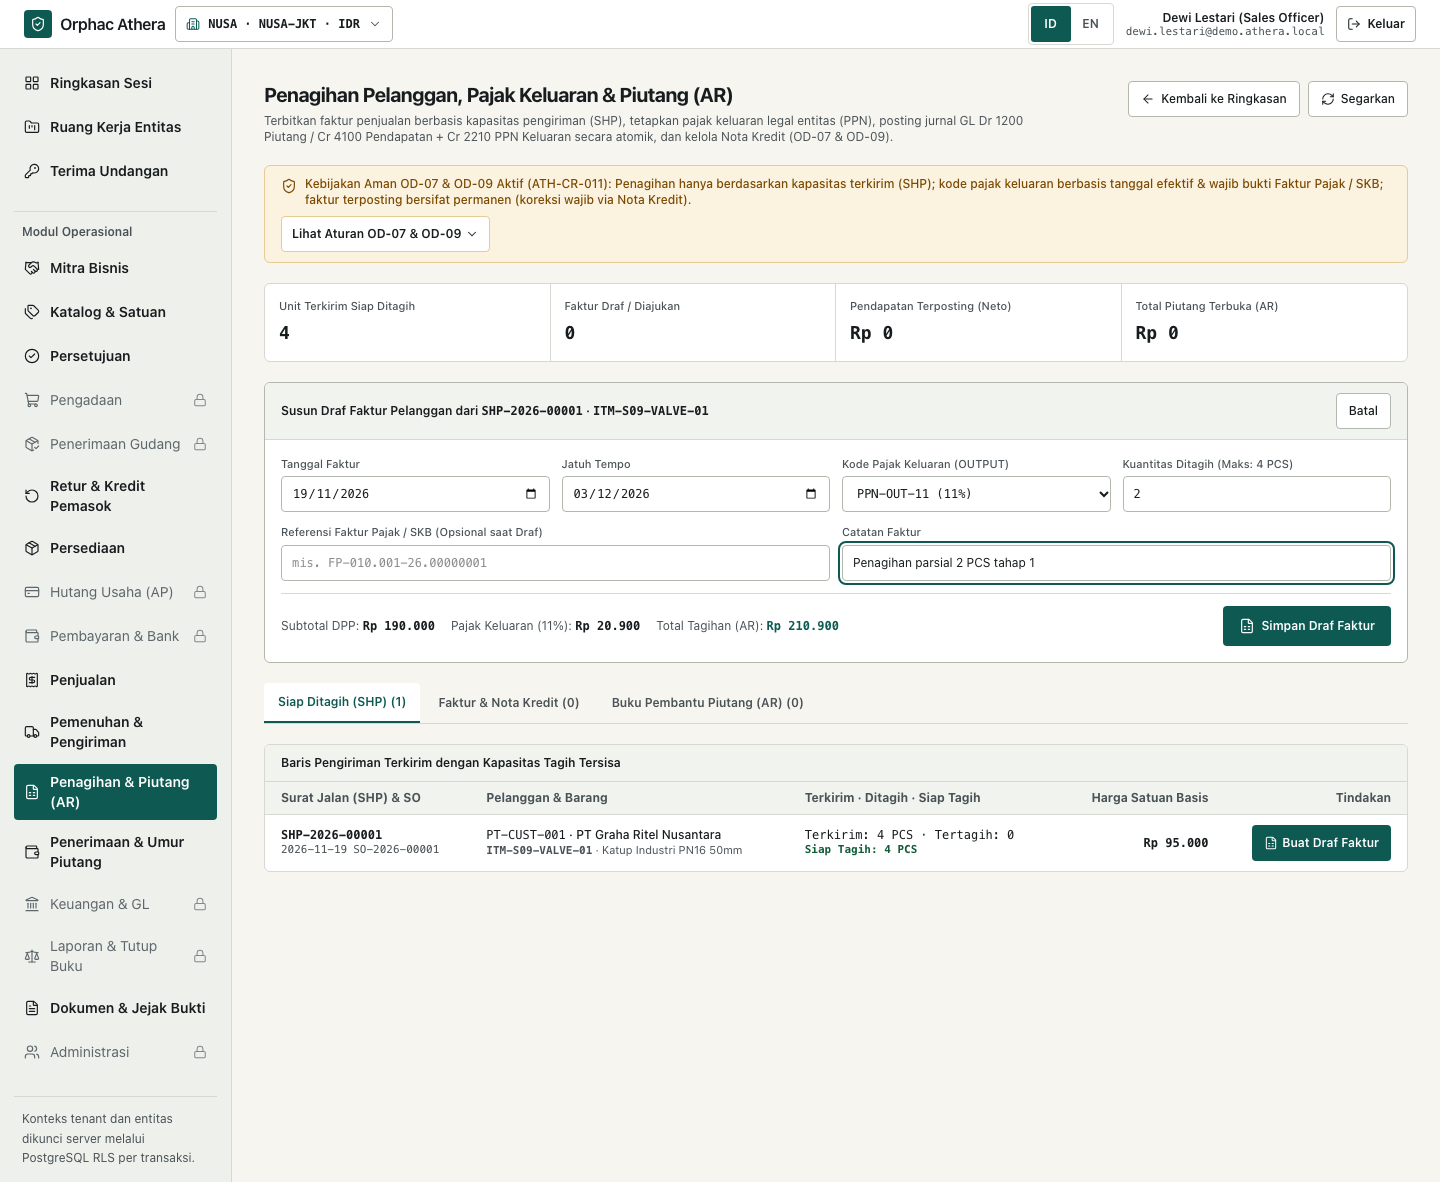 Orphac Athera
NUSA · NUSA-JKT · IDR
ID
EN
Dewi Lestari (Sales Officer)
dewi.lestari@demo.athera.local
Keluar
Ringkasan Sesi
Ruang Kerja Entitas
Terima Undangan
Modul Operasional
Mitra Bisnis
Katalog & Satuan
Persetujuan
Pengadaan
Penerimaan Gudang
Retur & Kredit
Pemasok
Persediaan
Hutang Usaha (AP)
Pembayaran & Bank
Penjualan
Pemenuhan &
Pengiriman
Penagihan & Piutang
(AR)
Penerimaan & Umur
Piutang
Keuangan & GL
Laporan & Tutup
Buku
Dokumen & Jejak Bukti
Administrasi
Konteks tenant dan entitas
dikunci server melalui
PostgreSQL RLS per transaksi.
Penagihan Pelanggan, Pajak Keluaran & Piutang (AR)
Terbitkan faktur penjualan berbasis kapasitas pengiriman (SHP), tetapkan pajak keluaran legal entitas (PPN), posting jurnal GL Dr 1200
Piutang / Cr 4100 Pendapatan + Cr 2210 PPN Keluaran secara atomik, dan kelola Nota Kredit (OD-07 & OD-09).
Kembali ke Ringkasan
Segarkan
Kebijakan Aman OD-07 & OD-09 Aktif (ATH-CR-011): Penagihan hanya berdasarkan kapasitas terkirim (SHP); kode pajak keluaran berbasis tanggal efektif & wajib bukti Faktur Pajak / SKB;
faktur terposting bersifat permanen (koreksi wajib via Nota Kredit).
Lihat Aturan OD-07 & OD-09
Unit Terkirim Siap Ditagih
4
Faktur Draf / Diajukan
0
Pendapatan Terposting (Neto)
Rp 0
Total Piutang Terbuka (AR)
Rp 0
Susun Draf Faktur Pelanggan dari SHP-2026-00001 · ITM-S09-VALVE-01
Batal
Tanggal Faktur
19/11/2026
Jatuh Tempo
03/12/2026
Kode Pajak Keluaran (OUTPUT)
PPN-OUT-11 (11%)
Kuantitas Ditagih (Maks: 4 PCS)
2
Referensi Faktur Pajak / SKB (Opsional saat Draf)
mis. FP-010.001-26.00000001
Catatan Faktur
Penagihan parsial 2 PCS tahap 1
Subtotal DPP: Rp 190.000 Pajak Keluaran (11%): Rp 20.900 Total Tagihan (AR): Rp 210.900
Simpan Draf Faktur
Siap Ditagih (SHP) (1)
Faktur & Nota Kredit (0)
Buku Pembantu Piutang (AR) (0)
Baris Pengiriman Terkirim dengan Kapasitas Tagih Tersisa
Surat Jalan (SHP) & SO
Pelanggan & Barang
Terkirim · Ditagih · Siap Tagih
Harga Satuan Basis
Tindakan
SHP-2026-00001
2026-11-19 SO-2026-00001
PT-CUST-001 · PT Graha Ritel Nusantara
ITM-S09-VALVE-01 · Katup Industri PN16 50mm
Terkirim: 4 PCS · Tertagih: 0
Siap Tagih: 4 PCS
Rp 95.000
Buat Draf Faktur